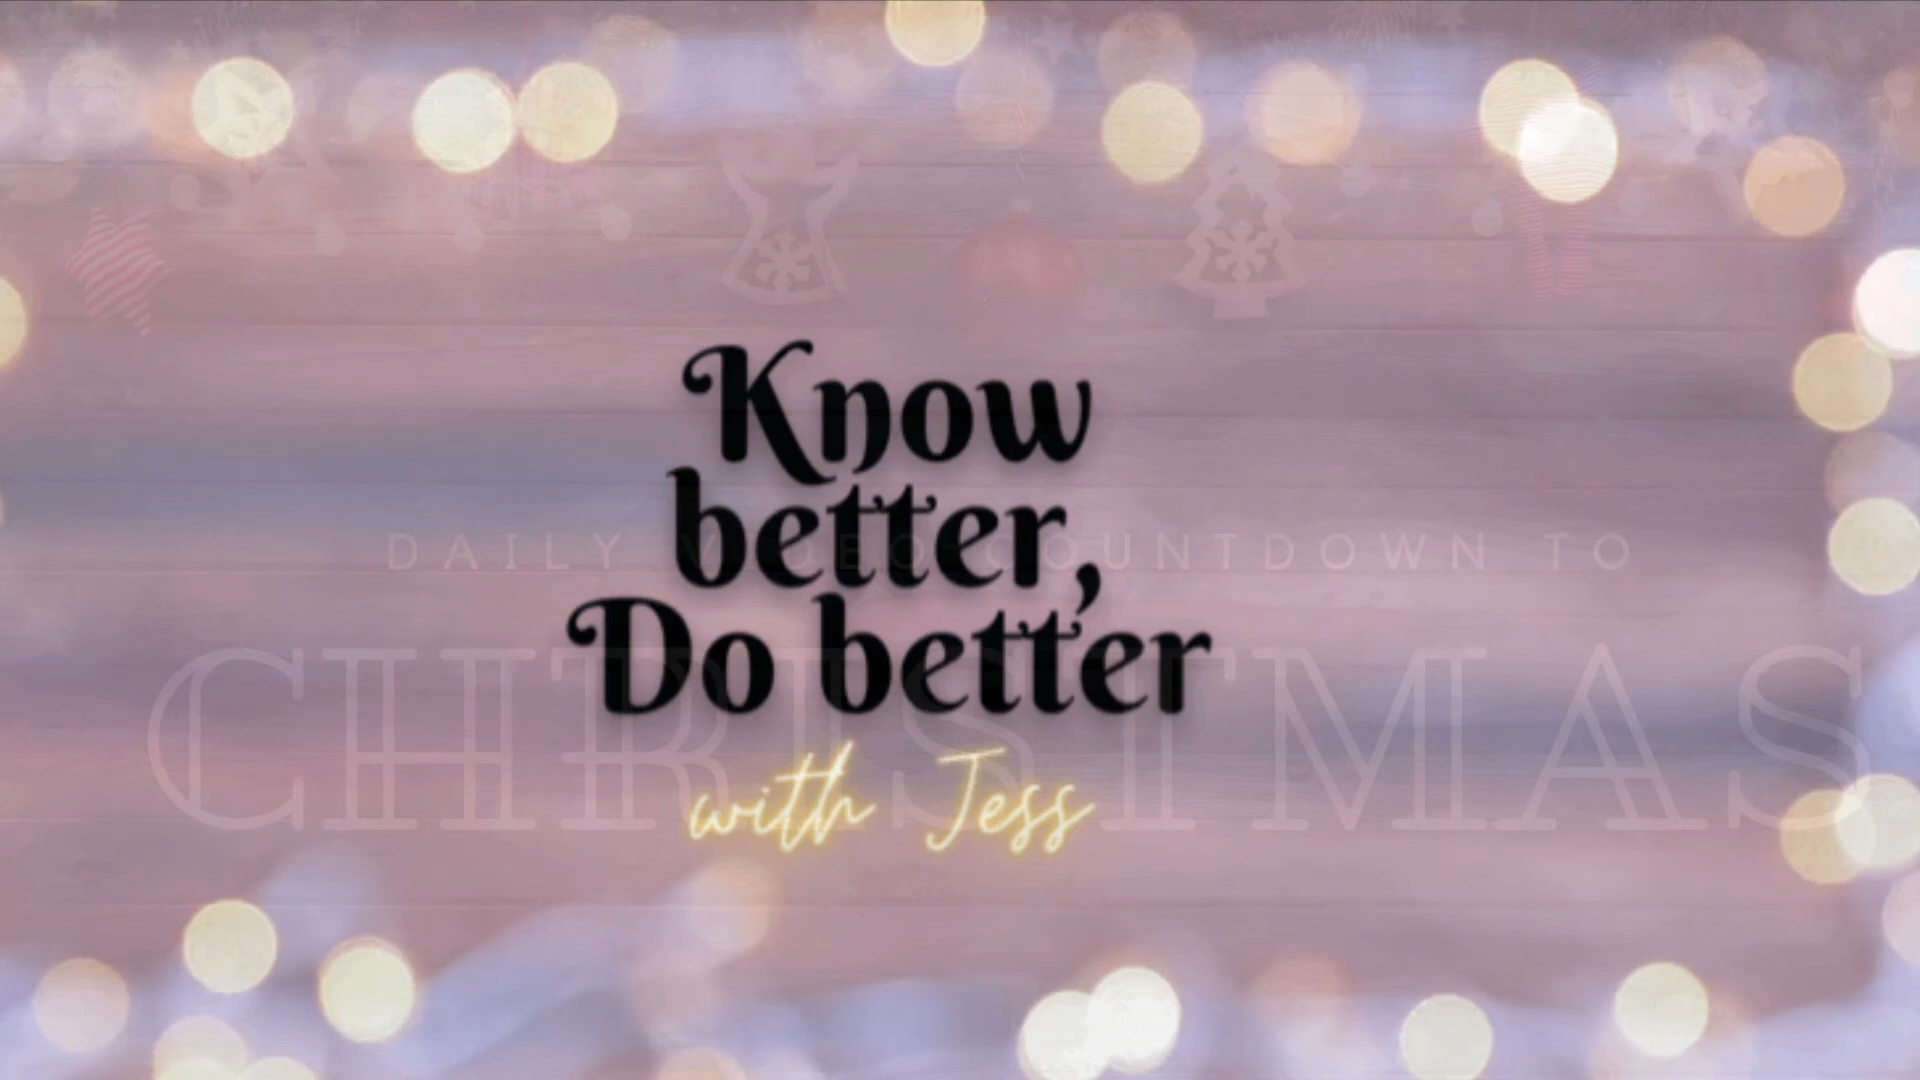 Know
better,
DAILY VIDEO COUNTDOWN TO
Do better
CHRISTMAS
with Jess